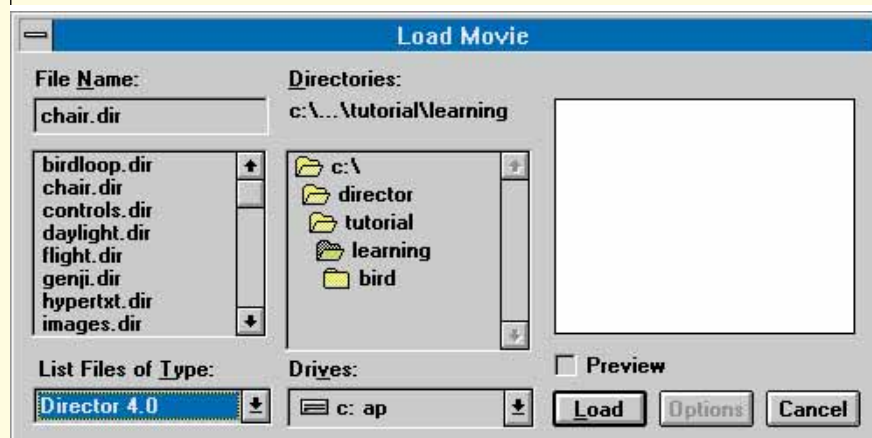 Load Movie
File Name:
chair.dir
birdloop.dir
chair.dir
controls.dir
daylight.dir
flight.dir
genji.dir
hypertxt.dir
images.dir
List Files of Type:
Director 4.0
Directories:
c:\...\tutorial\learning
c:\
director
tutorial
learning
bird
Drives:
c: ap
Preview
Load
Options
Cancel